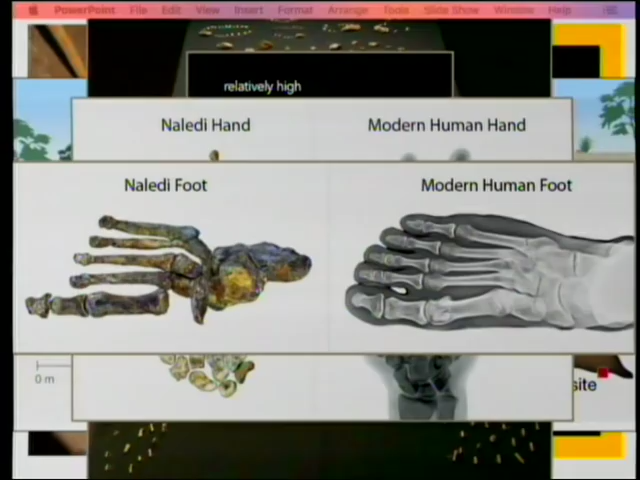 PowerPoint File Edit View Insert Format Arrange Tools Slide Show Window Help
relatively high
Naledi Hand Modern Human Hand
Naledi Foot Modern Human Foot
0 m
site